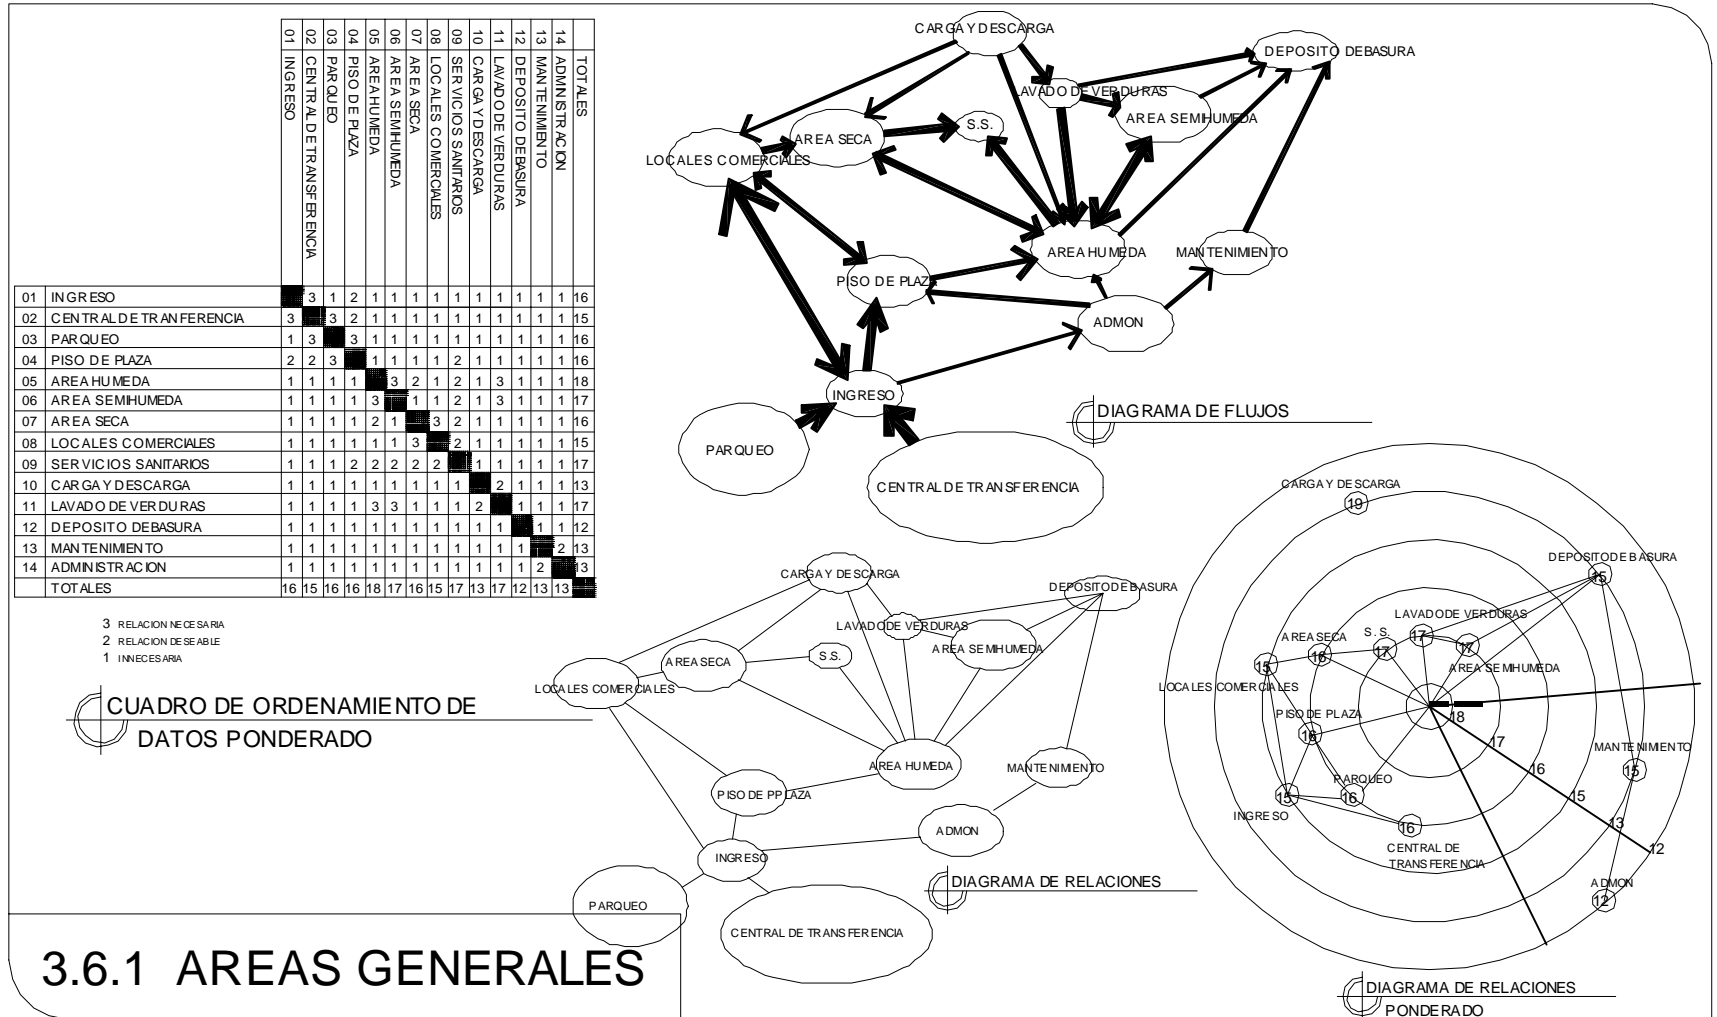 01 INGRESO
02 CENTRAL DE TRANSFERENCIA
03 PARQUEO
04 PISO DE PLAZA
05 AREA HUMEDA
06 AREA SEMIHUMEDA
07 AREA SECA
08 LOCALES COMERCIALES
09 SERVICIOS SANITARIOS
10 CARGA Y DESCARGA
11 LAVADO DE VERDURAS
12 DEPOSITO DE BASURA
13 MANTENIMIENTO
14 ADMINISTRACION
TOTALES
01 INGRESO 3 1 2 1 1 1 1 1 1 1 1 1 1 16
02 CENTRAL DE TRANFERENCIA 3 3 2 1 1 1 1 1 1 1 1 1 1 15
03 PARQUEO 1 3 3 1 1 1 1 1 1 1 1 1 1 16
04 PISO DE PLAZA 2 2 3 1 1 1 1 2 1 1 1 1 1 16
05 AREA HUMEDA 1 1 1 1 3 2 1 2 1 3 1 1 1 18
06 AREA SEMIHUMEDA 1 1 1 1 3 1 1 2 1 3 1 1 1 17
07 AREA SECA 1 1 1 1 2 1 3 2 1 1 1 1 1 16
08 LOCALES COMERCIALES 1 1 1 1 1 1 3 2 1 1 1 1 1 15
09 SERVICIOS SANITARIOS 1 1 1 2 2 2 2 2 1 1 1 1 1 17
10 CARGA Y DESCARGA 1 1 1 1 1 1 1 1 1 2 1 1 1 13
11 LAVADO DE VERDURAS 1 1 1 1 3 3 1 1 1 2 1 1 1 17
12 DEPOSITO DE BASURA 1 1 1 1 1 1 1 1 1 1 1 1 1 12
13 MANTENIMIENTO 1 1 1 1 1 1 1 1 1 1 1 1 2 13
14 ADMINISTRACION 1 1 1 1 1 1 1 1 1 1 1 1 2 13
TOTALES 16 15 16 16 18 17 16 15 17 13 17 12 13 13
3 RELACION NECESARIA
2 RELACION DESEABLE
1 INNECESARIA
CUADRO DE ORDENAMIENTO DE
DATOS PONDERADO
CARGA Y DESCARGA
DEPOSITO DE BASURA
LAVADO DE VERDURAS
AREA SEMIHUMEDA
S.S.
AREA SECA
LOCALES COMERCIALES
AREA HUMEDA
MANTENIMIENTO
PISO DE PLAZA
ADMON
INGRESO
PARQUEO
CENTRAL DE TRANSFERENCIA
DIAGRAMA DE FLUJOS
CARGA Y DESCARGA
DEPOSITO DE BASURA
LAVADO DE VERDURAS
AREA SEMIHUMEDA
S.S.
AREA SECA
LOCALES COMERCIALES
AREA HUMEDA
MANTENIMIENTO
PISO DE PPLAZA
ADMON
INGRESO
PARQUEO
CENTRAL DE TRANSFERENCIA
DIAGRAMA DE RELACIONES
CARGA Y DESCARGA
19
DEPOSITO DE BASURA
15
LAVADO DE VERDURAS
17
S.S.
17
17
AREA SEMIHUMEDA
AREA SECA
16
15
LOCALES COMERCIALES
PISO DE PLAZA
16
18
17
16
15
13
12
MANTENIMIENTO
15
PARQUEO
16
15
INGRESO
16
CENTRAL DE
TRANSFERENCIA
ADMON
12
DIAGRAMA DE RELACIONES
PONDERADO
3.6.1 AREAS GENERALES